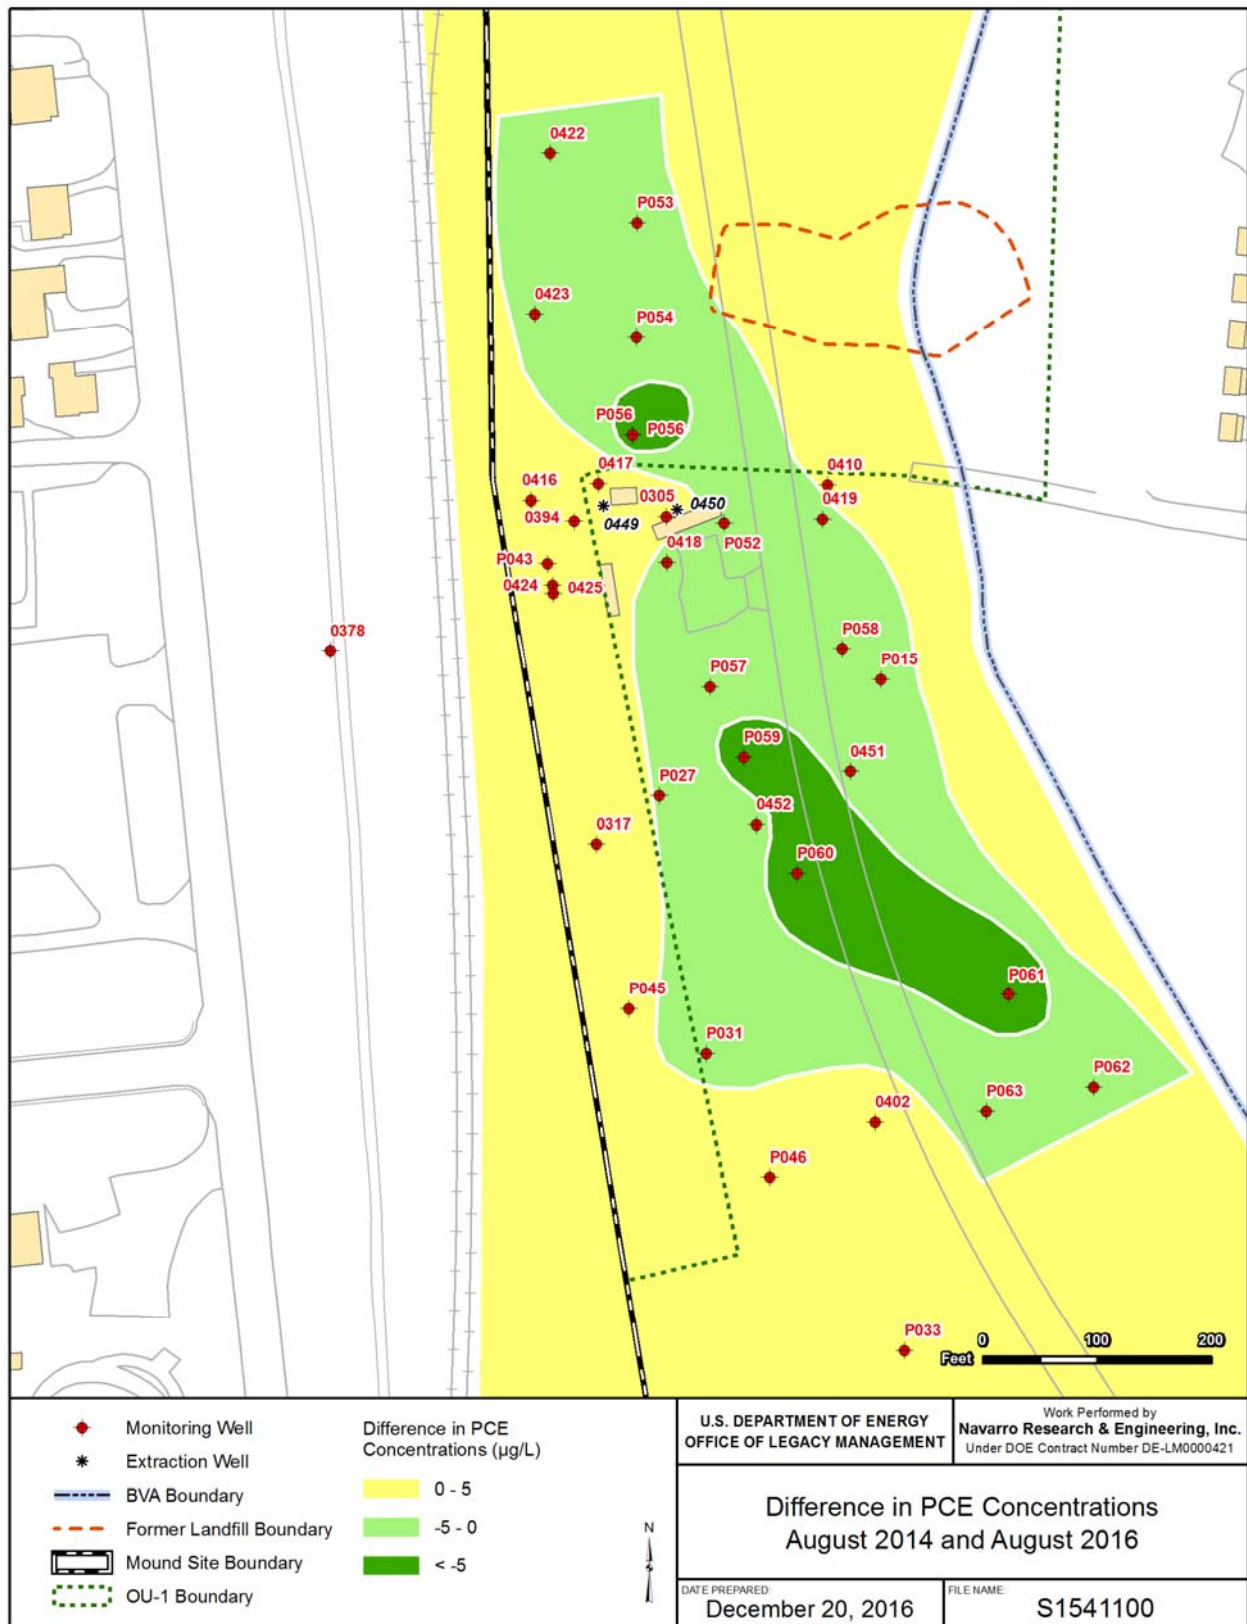 0422
P053
0423
P054
P056
P056
0417
0410
0416
0305
0450
0419
0394
0449
P052
0418
P043
0424
0425
0378
P058
P015
P057
P059
0451
P027
0452
0317
P060
P061
P045
P031
P062
P063
0402
P046
P033
0 100 200
Feet
Monitoring Well
Extraction Well
BVA Boundary
Former Landfill Boundary
Mound Site Boundary
OU-1 Boundary
Difference in PCE
Concentrations (µg/L)
0 - 5
-5 - 0
< -5
N
S
U.S. DEPARTMENT OF ENERGY
OFFICE OF LEGACY MANAGEMENT
Work Performed by
Navarro Research & Engineering, Inc.
Under DOE Contract Number DE-LM0000421
Difference in PCE Concentrations
August 2014 and August 2016
DATE PREPARED:
December 20, 2016
FILE NAME:
S1541100